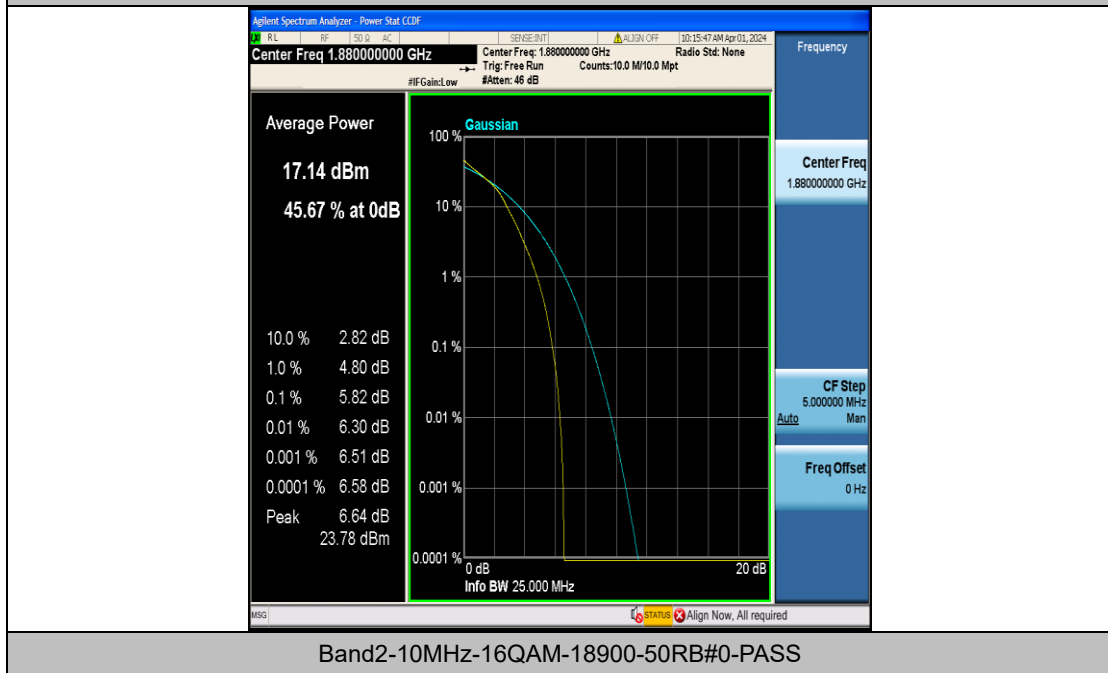 Agilent Spectrum Analyzer - Power Stat CCDF
RL RF 50 Ω AC SENSE:INT ALIGN OFF 10:15:47 AM Apr 01, 2024
Center Freq 1.880000000 GHz
Center Freq: 1.880000000 GHz Radio Std: None
Trig: Free Run Counts:10.0 M/10.0 Mpt
#IFGain:Low #Atten: 46 dB
Average Power
17.14 dBm
45.67 % at 0dB
10.0 % 2.82 dB
1.0 % 4.80 dB
0.1 % 5.82 dB
0.01 % 6.30 dB
0.001 % 6.51 dB
0.0001 % 6.58 dB
Peak 6.64 dB
23.78 dBm
Gaussian
100 %
10 %
1 %
0.1 %
0.01 %
0.001 %
0.0001 %
0 dB 20 dB
Info BW 25.000 MHz
Frequency
Center Freq
1.880000000 GHz
CF Step
5.000000 MHz
Auto Man
Freq Offset
0 Hz
MSG STATUS Align Now, All required
Band2-10MHz-16QAM-18900-50RB#0-PASS